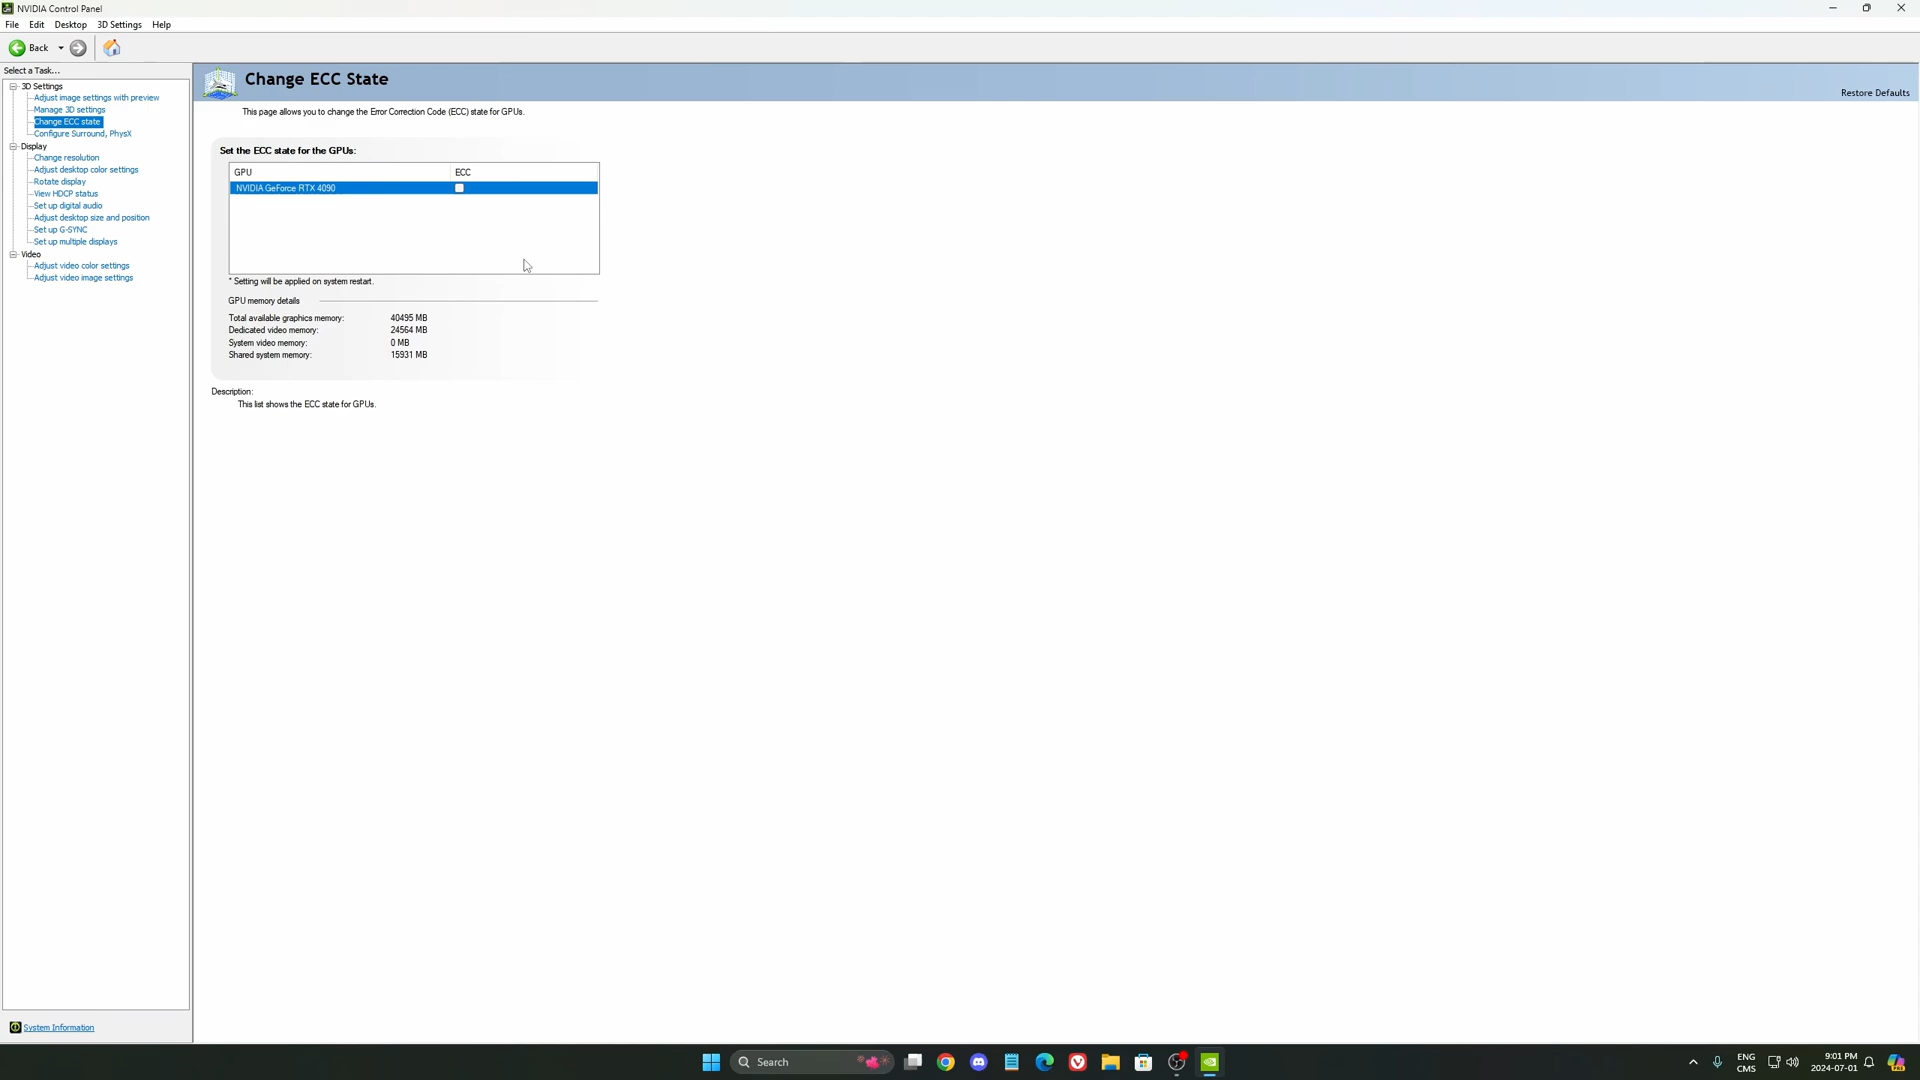 NVIDIA Control Panel
File Edit Desktop 3D Settings Help
Back
Select a Task...
3D Settings
Adjust image settings with preview
Manage 3D settings
Change ECC state
Configure Surround, PhysX
Display
Change resolution
Adjust desktop color settings
Rotate display
View HDCP status
Set up digital audio
Adjust desktop size and position
Set up G-SYNC
Set up multiple displays
Video
Adjust video color settings
Adjust video image settings
System Information
Change ECC State
Restore Defaults
This page allows you to change the Error Correction Code (ECC) state for GPUs.
Set the ECC state for the GPUs:
GPU ECC
NVIDIA GeForce RTX 4090
* Setting will be applied on system restart.
GPU memory details
Total available graphics memory: 40495 MB
Dedicated video memory: 24564 MB
System video memory: 0 MB
Shared system memory: 15931 MB
Description:
This list shows the ECC state for GPUs.
Search
ENG
CMS
9:01 PM
2024-07-01